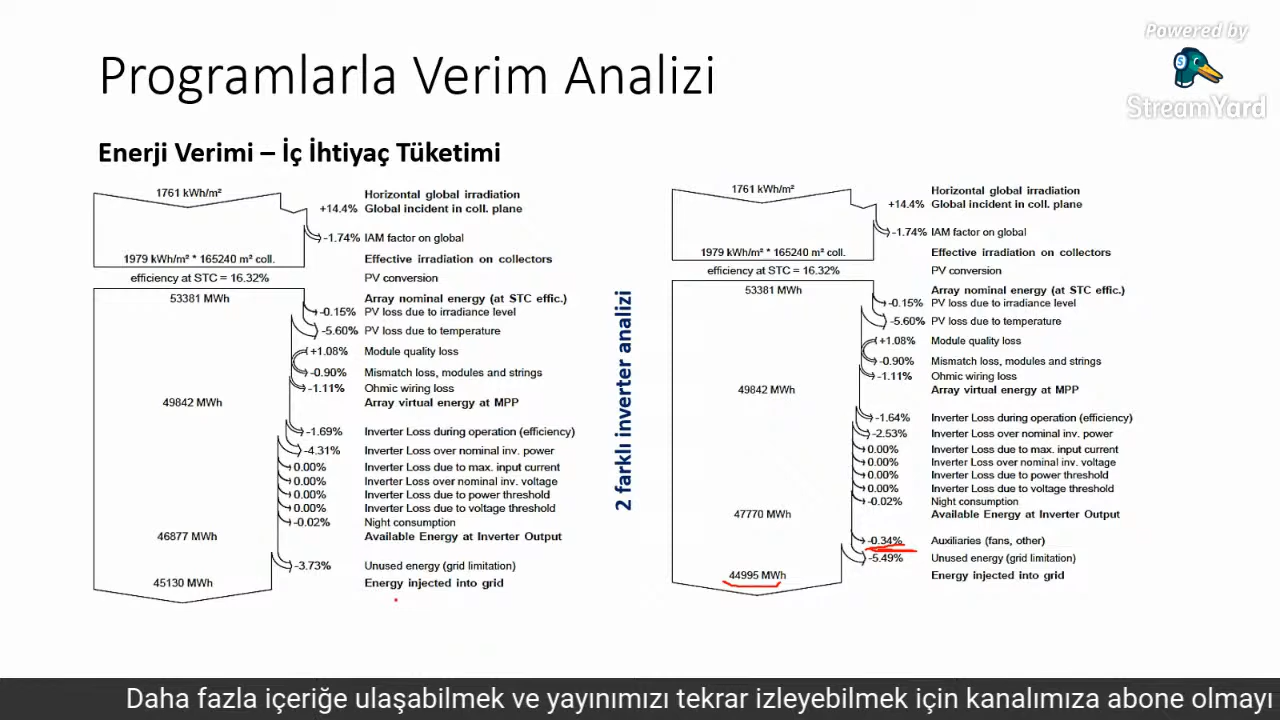 Powered by
StreamYard
Programlarla Verim Analizi
Enerji Verimi – İç İhtiyaç Tüketimi
1761 kWh/m²
Horizontal global irradiation
+14.4% Global incident in coll. plane
-1.74% IAM factor on global
1979 kWh/m² * 165240 m² coll.
Effective irradiation on collectors
efficiency at STC = 16.32%
PV conversion
53381 MWh
Array nominal energy (at STC effic.)
-0.15% PV loss due to irradiance level
-5.60% PV loss due to temperature
+1.08% Module quality loss
-0.90% Mismatch loss, modules and strings
-1.11% Ohmic wiring loss
49842 MWh
Array virtual energy at MPP
-1.69% Inverter Loss during operation (efficiency)
-4.31% Inverter Loss over nominal inv. power
0.00% Inverter Loss due to max. input current
0.00% Inverter Loss over nominal inv. voltage
0.00% Inverter Loss due to power threshold
0.00% Inverter Loss due to voltage threshold
-0.02% Night consumption
46877 MWh
Available Energy at Inverter Output
-3.73% Unused energy (grid limitation)
45130 MWh
Energy injected into grid
2 farklı inverter analizi
1761 kWh/m²
Horizontal global irradiation
+14.4% Global incident in coll. plane
-1.74% IAM factor on global
1979 kWh/m² * 165240 m² coll.
Effective irradiation on collectors
efficiency at STC = 16.32%
PV conversion
53381 MWh
Array nominal energy (at STC effic.)
-0.15% PV loss due to irradiance level
-5.60% PV loss due to temperature
+1.08% Module quality loss
-0.90% Mismatch loss, modules and strings
-1.11% Ohmic wiring loss
49842 MWh
Array virtual energy at MPP
-1.64% Inverter Loss during operation (efficiency)
-2.53% Inverter Loss over nominal inv. power
0.00% Inverter Loss due to max. input current
0.00% Inverter Loss over nominal inv. voltage
0.00% Inverter Loss due to power threshold
0.00% Inverter Loss due to voltage threshold
-0.02% Night consumption
47770 MWh
Available Energy at Inverter Output
-0.34% Auxiliaries (fans, other)
-5.49% Unused energy (grid limitation)
44995 MWh
Energy injected into grid
Daha fazla içeriğe ulaşabilmek ve yayınımızı tekrar izleyebilmek için kanalımıza abone olmayı